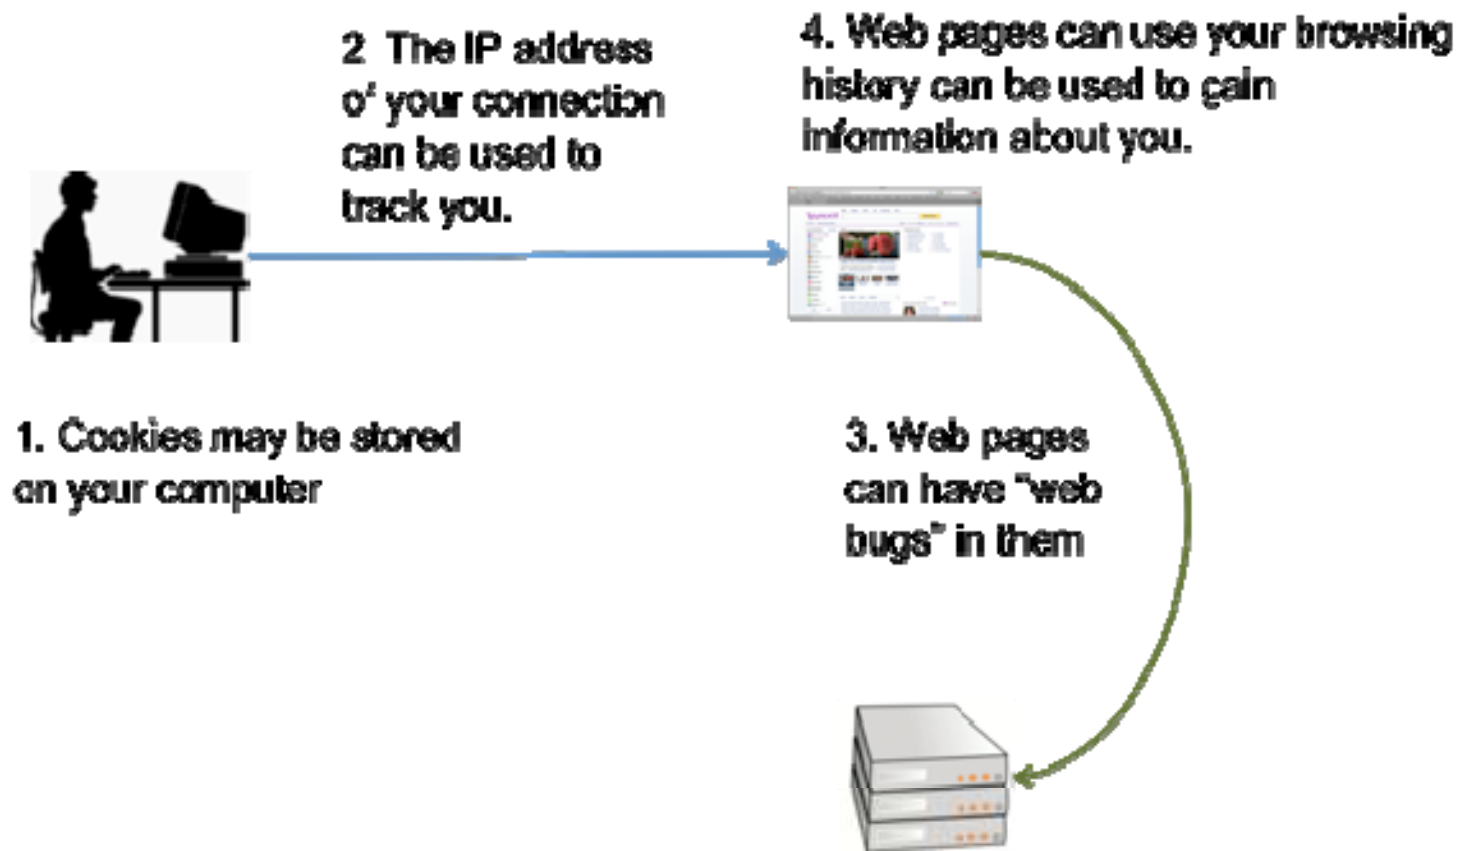 2 The IP address
of your connection
can be used to
track you.
4. Web pages can use your browsing
history can be used to gain
information about you.
1. Cookies may be stored
on your computer
3. Web pages
can have "web
bugs" in them